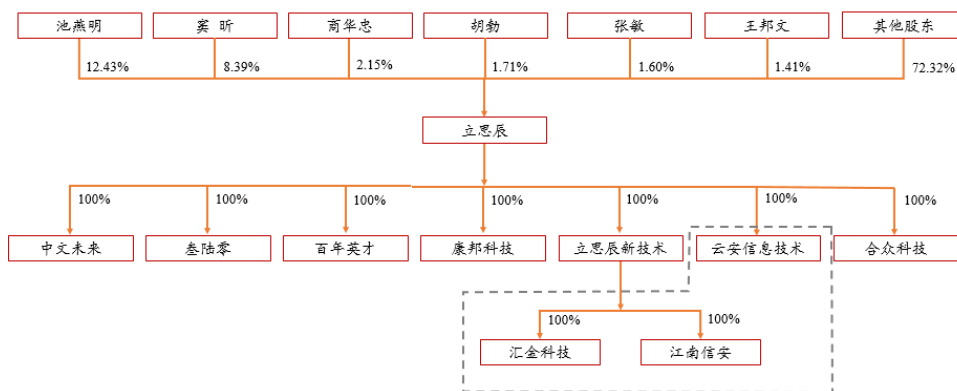 池燕明
窦 昕
商华忠
胡勃
张敏
王邦文
其他股东
12.43%
8.39%
2.15%
1.71%
1.60%
1.41%
72.32%
立思辰
100%
100%
100%
100%
100%
100%
100%
中文未来
叁陆零
百年英才
康邦科技
立思辰新技术
云安信息技术
合众科技
100%
100%
汇金科技
江南信安